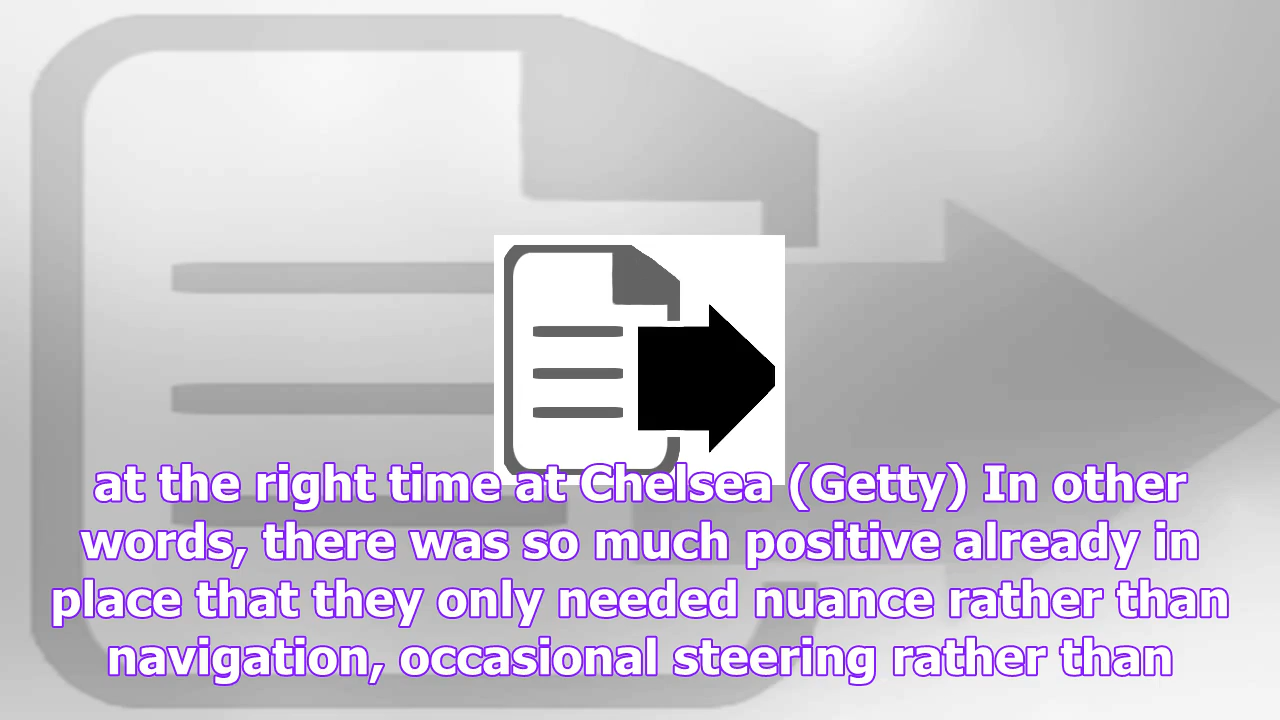 at the right time at Chelsea (Getty) In other
words, there was so much positive already in
place that they only needed nuance rather than
navigation, occasional steering rather than